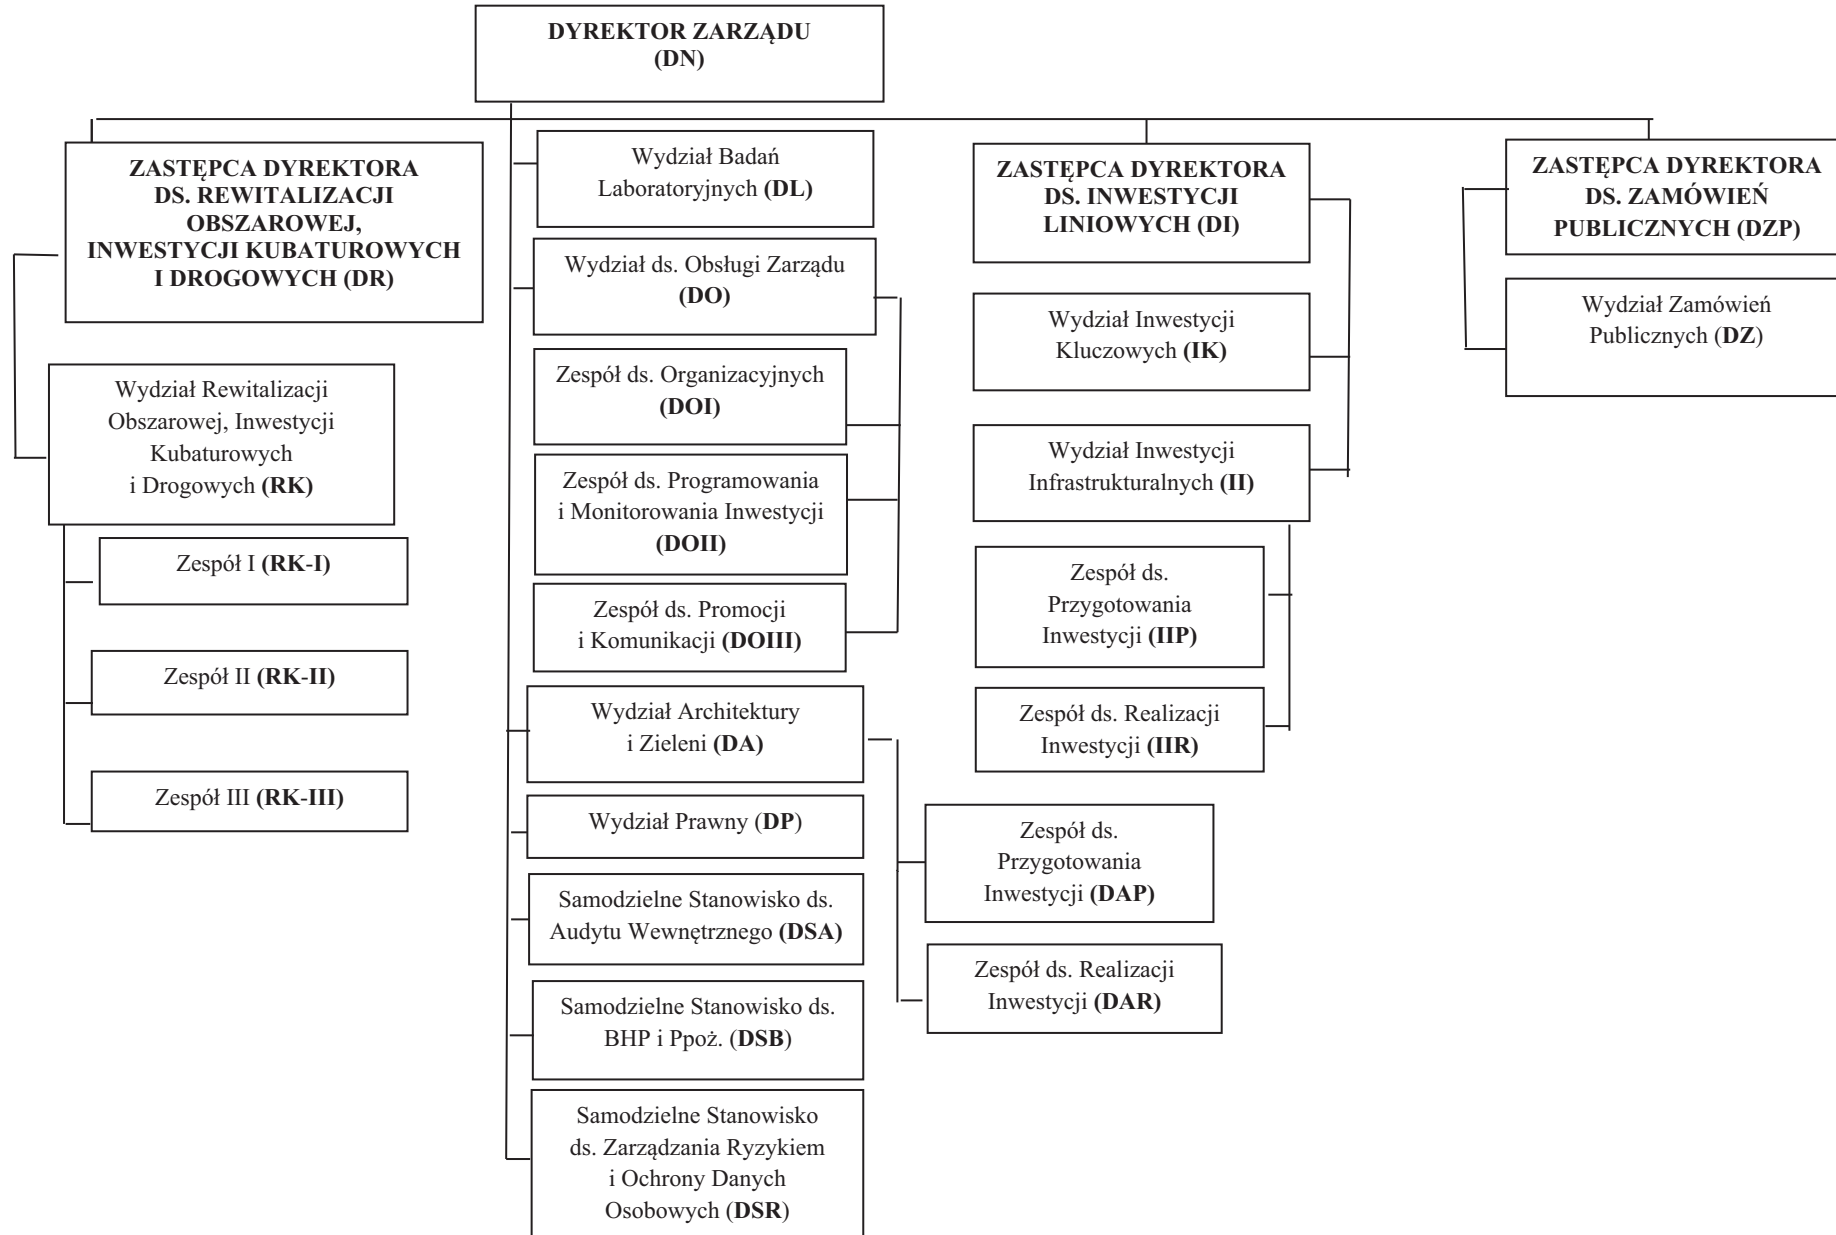 DYREKTOR ZARZĄDU
(DN)
ZASTĘPCA DYREKTORA
DS. REWITALIZACJI
OBSZAROWEJ,
INWESTYCJI KUBATUROWYCH
I DROGOWYCH (DR)
Wydział Rewitalizacji
Obszarowej, Inwestycji
Kubaturowych
i Drogowych (RK)
Zespół I (RK-I)
Zespół II (RK-II)
Zespół III (RK-III)
Wydział Badań
Laboratoryjnych (DL)
Wydział ds. Obsługi Zarządu
(DO)
Zespół ds. Organizacyjnych
(DOI)
Zespół ds. Programowania
i Monitorowania Inwestycji
(DOII)
Zespół ds. Promocji
i Komunikacji (DOIII)
Wydział Architektury
i Zieleni (DA)
Wydział Prawny (DP)
Samodzielne Stanowisko ds.
Audytu Wewnętrznego (DSA)
Samodzielne Stanowisko ds.
BHP i Ppoż. (DSB)
Samodzielne Stanowisko
ds. Zarządzania Ryzykiem
i Ochrony Danych
Osobowych (DSR)
Zespół ds.
Przygotowania
Inwestycji (DAP)
Zespół ds. Realizacji
Inwestycji (DAR)
ZASTĘPCA DYREKTORA
DS. INWESTYCJI
LINIOWYCH (DI)
Wydział Inwestycji
Kluczowych (IK)
Wydział Inwestycji
Infrastrukturalnych (II)
Zespół ds.
Przygotowania
Inwestycji (IIP)
Zespół ds. Realizacji
Inwestycji (IIR)
ZASTĘPCA DYREKTORA
DS. ZAMÓWIEŃ
PUBLICZNYCH (DZP)
Wydział Zamówień
Publicznych (DZ)